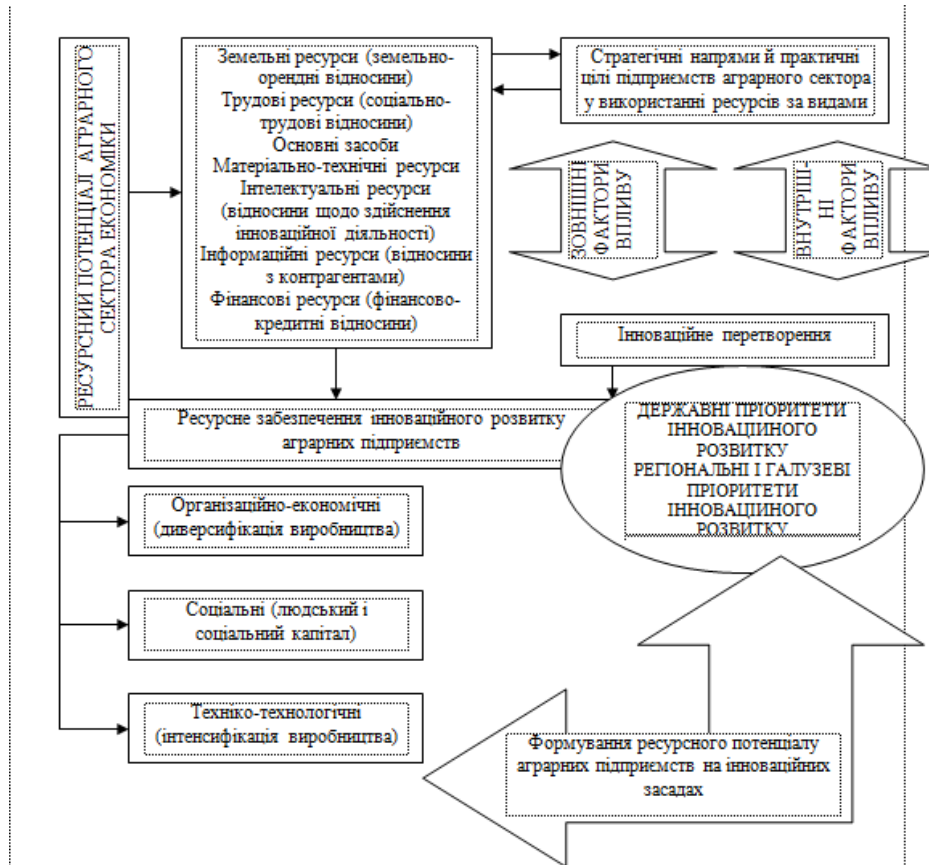 РЕСУРСНИЙ ПОТЕНЦІАЛ АГРАРНОГО
СЕКТОРА ЕКОНОМІКИ
Земельні ресурси (земельно-
орендні відносини)
Трудові ресурси (соціально-
трудові відносини)
Основні засоби
Матеріально-технічні ресурси
Інтелектуальні ресурси
(відносини щодо здійснення
інноваційної діяльності)
Інформаційні ресурси (відносини
з контрагентами)
Фінансові ресурси (фінансово-
кредитні відносини)
Стратегічні напрями й практичні
цілі підприємств аграрного сектора
у використанні ресурсів за видами
ЗОВНІШНІ
ФАКТОРИ
ВПЛИВУ
ВНУТРІШ-
НІ
ФАКТОРИ
ВПЛИВУ
Інноваційне перетворення
Ресурсне забезпечення інноваційного розвитку
аграрних підприємств
ДЕРЖАВНІ ПРІОРИТЕТИ
ІННОВАЦІЙНОГО
РОЗВИТКУ
РЕГІОНАЛЬНІ І ГАЛУЗЕВІ
ПРІОРИТЕТИ
ІННОВАЦІЙНОГО
РОЗВИТКУ
Організаційно-економічні
(диверсифікація виробництва)
Соціальні (людський і
соціальний капітал)
Техніко-технологічні
(інтенсифікація виробництва)
Формування ресурсного потенціалу
аграрних підприємств на інноваційних
засадах